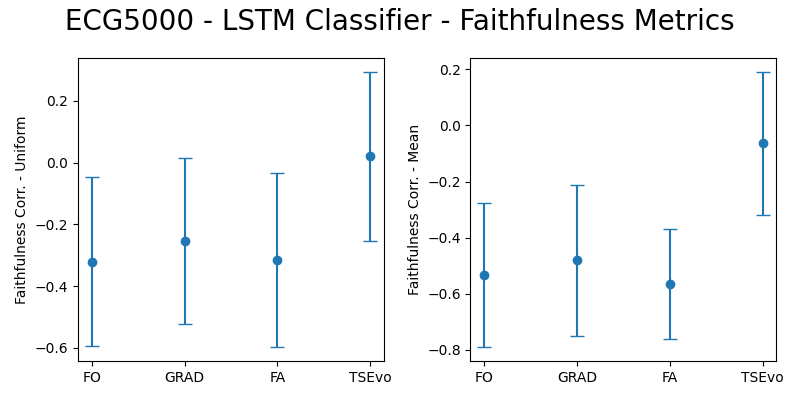 ECG5000 - LSTM Classifier - Faithfulness Metrics
Faithfulness Corr. - Uniform
0.2
0.0
−0.2
−0.4
−0.6
FO GRAD FA TSEvo
Faithfulness Corr. - Mean
0.2
0.0
−0.2
−0.4
−0.6
−0.8
FO GRAD FA TSEvo